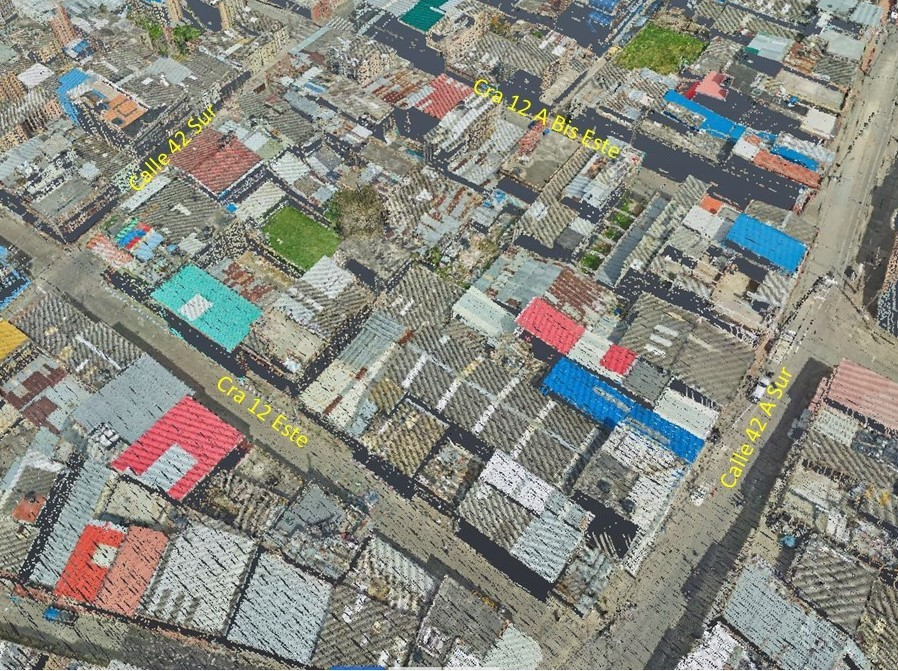 Cra 12 A Bis Este
Calle 42 Sur
Cra 12 Este
Calle 42 A Sur